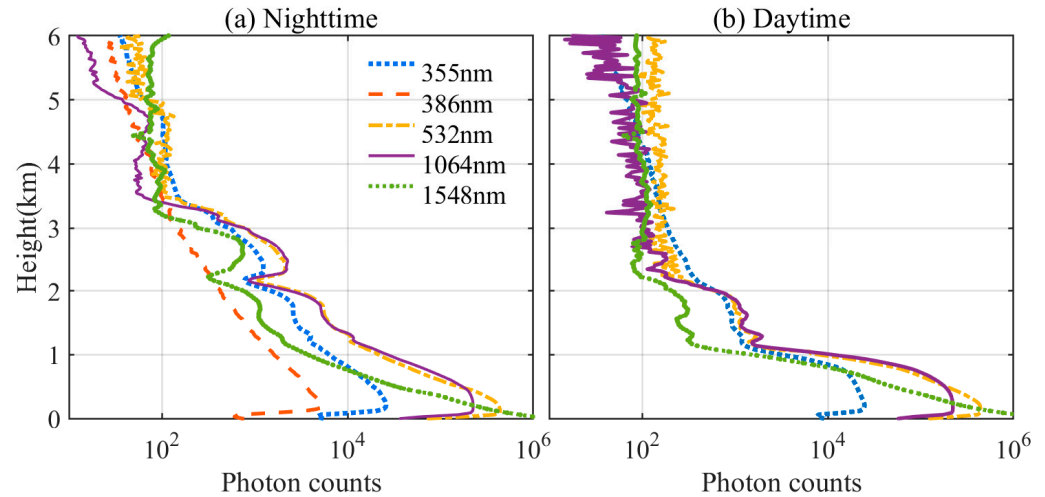 (a) Nighttime
(b) Daytime
6
5
4
3
2
1
0
Height(km)
355nm
386nm
532nm
1064nm
1548nm
10^2
10^4
10^6
10^2
10^4
10^6
Photon counts
Photon counts